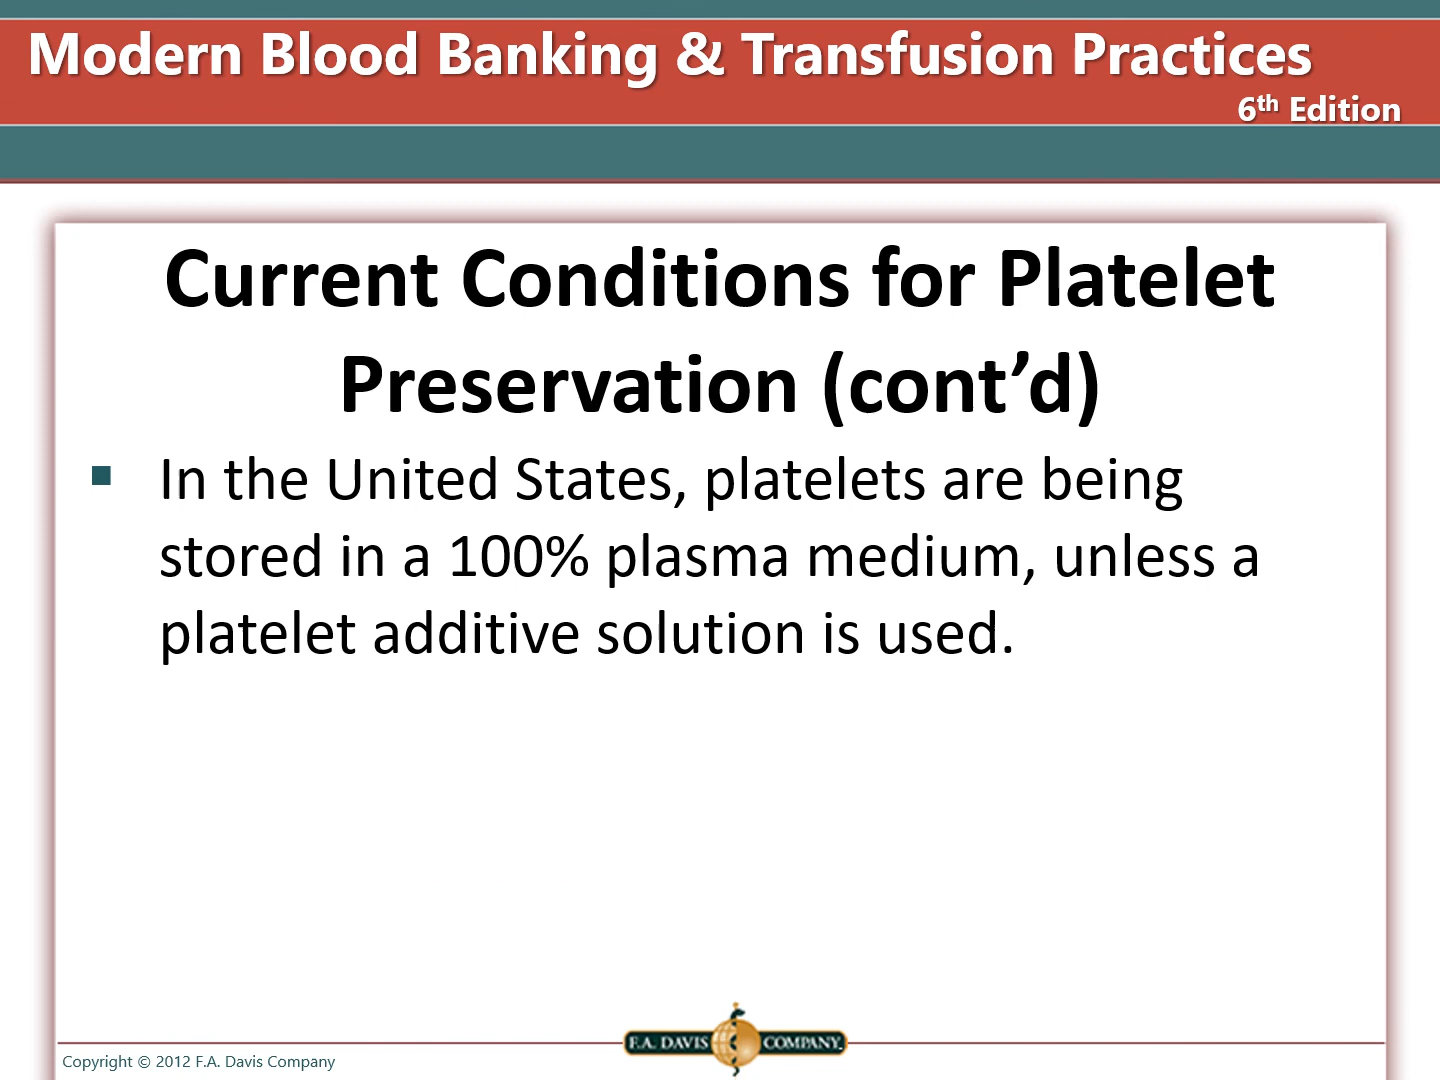 Modern Blood Banking & Transfusion Practices
6th Edition
Current Conditions for Platelet
Preservation (cont’d)
▪ In the United States, platelets are being
stored in a 100% plasma medium, unless a
platelet additive solution is used.
F.A. DAVIS COMPANY
Copyright © 2012 F.A. Davis Company